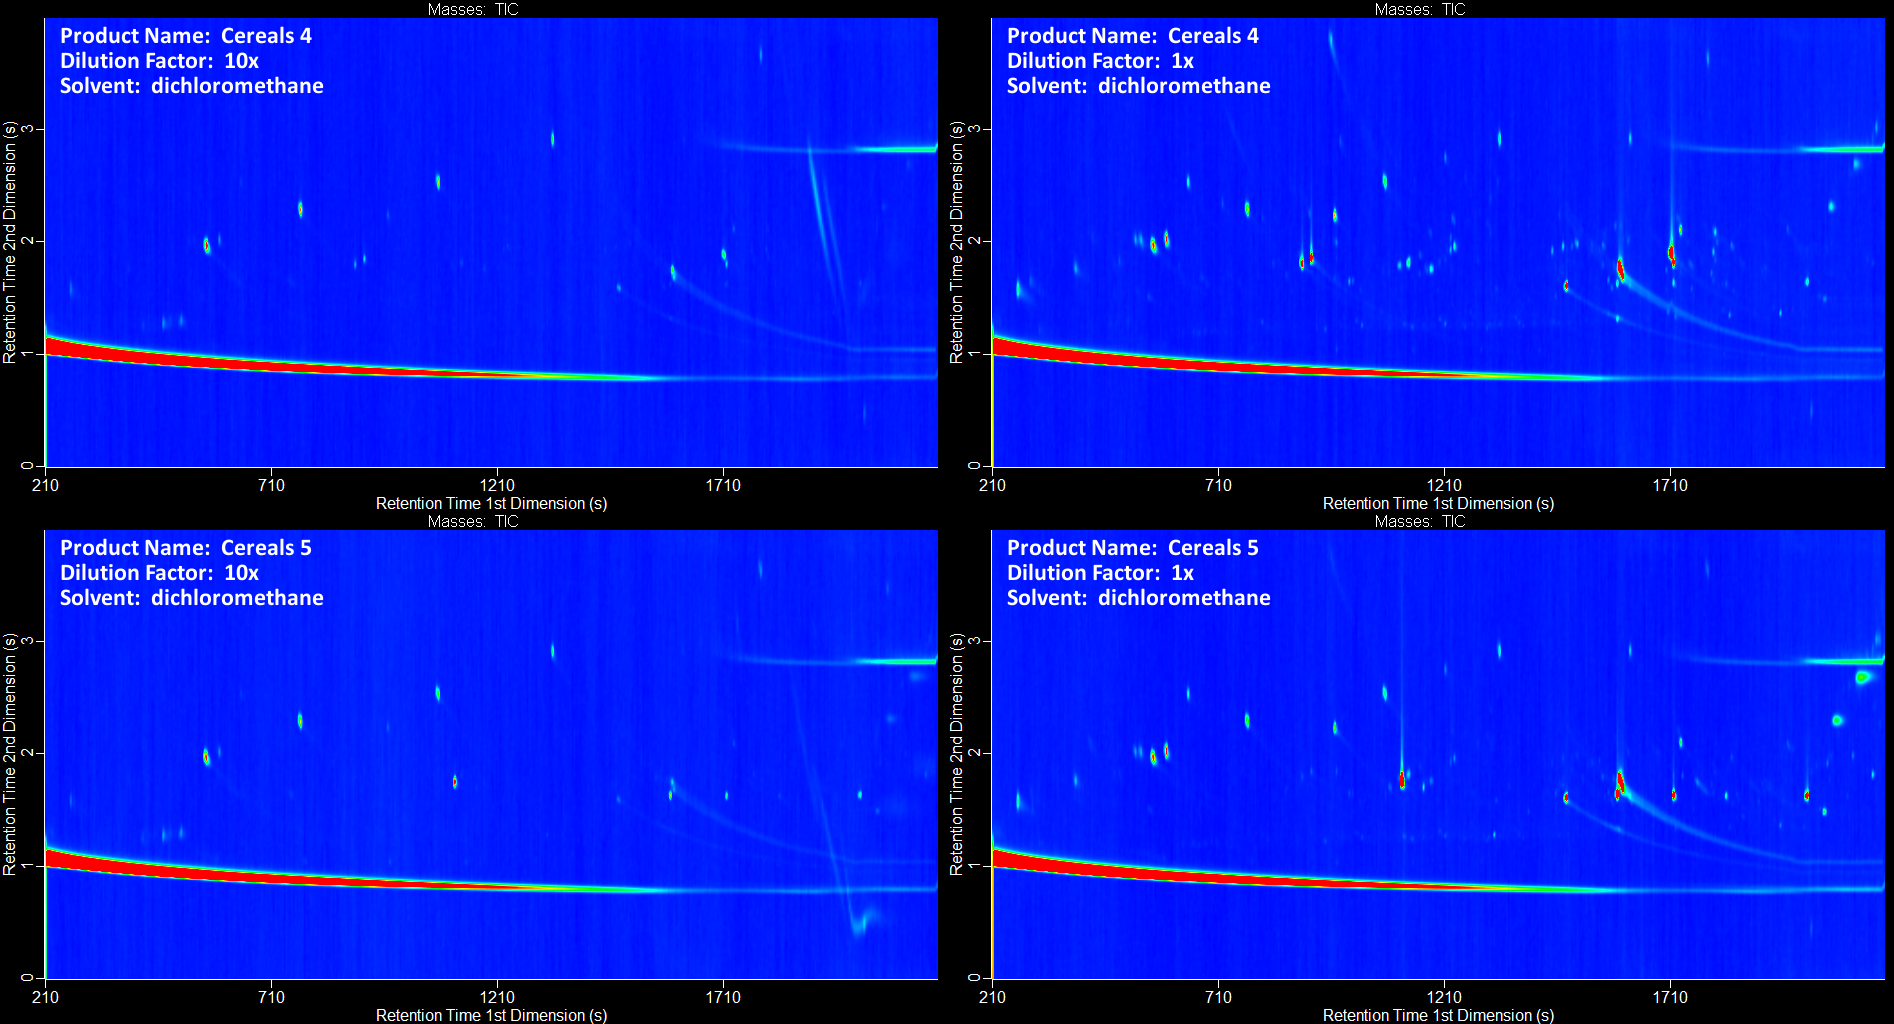 Masses: TIC
Product Name: Cereals 4
Dilution Factor: 10x
Solvent: dichloromethane
Retention Time 2nd Dimension (s)
3
2
1
0
210
710
1210
1710
Retention Time 1st Dimension (s)
Masses: TIC
Product Name: Cereals 4
Dilution Factor: 1x
Solvent: dichloromethane
Retention Time 2nd Dimension (s)
3
2
1
0
210
710
1210
1710
Retention Time 1st Dimension (s)
Masses: TIC
Product Name: Cereals 5
Dilution Factor: 10x
Solvent: dichloromethane
Retention Time 2nd Dimension (s)
3
2
1
0
210
710
1210
1710
Retention Time 1st Dimension (s)
Masses: TIC
Product Name: Cereals 5
Dilution Factor: 1x
Solvent: dichloromethane
Retention Time 2nd Dimension (s)
3
2
1
0
210
710
1210
1710
Retention Time 1st Dimension (s)